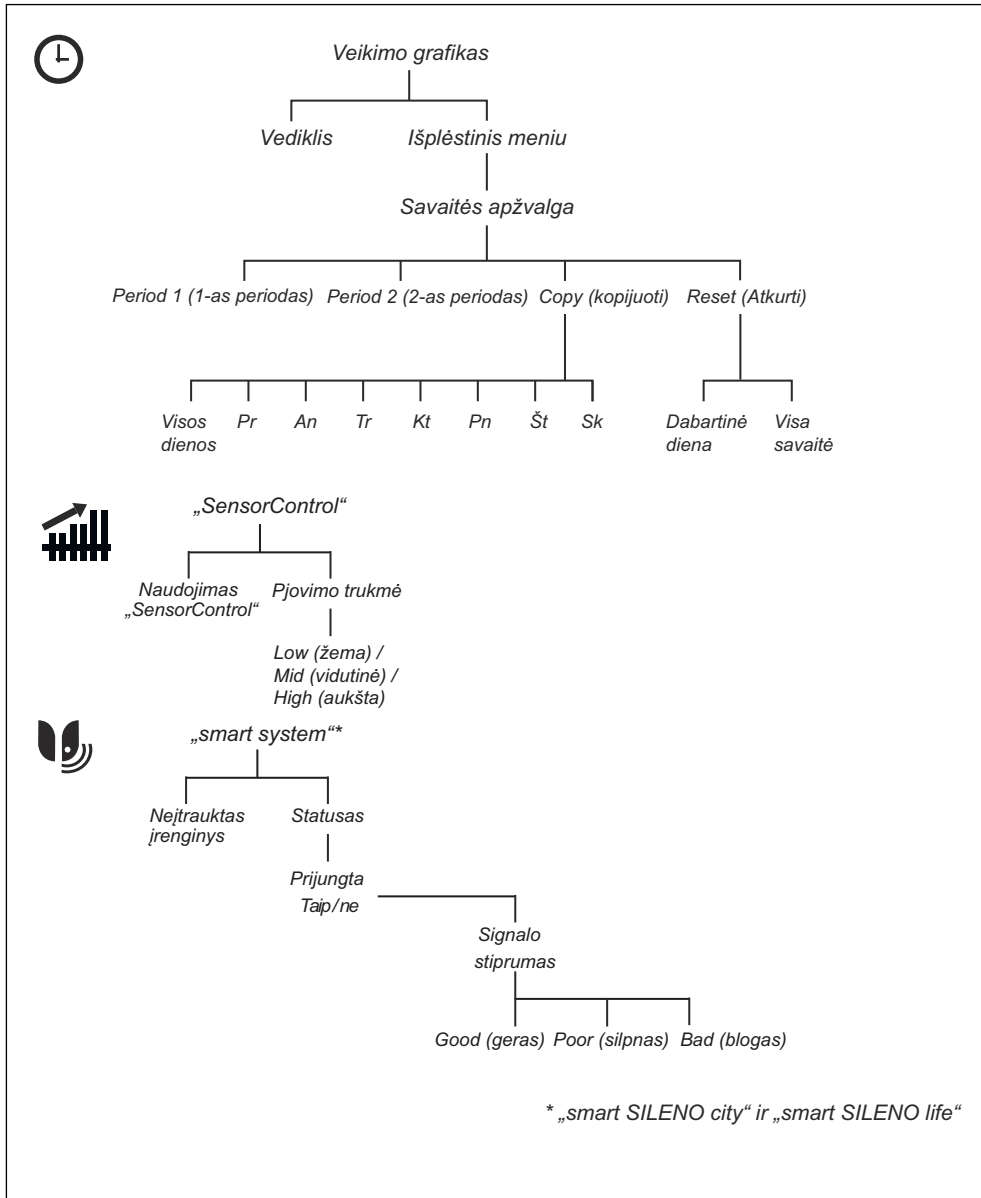 Veikimo grafikas
Vediklis
Išplėstinis meniu
Savaitės apžvalga
Period 1 (1-as periodas)
Period 2 (2-as periodas)
Copy (kopijuoti)
Reset (Atkurti)
Visos
dienos
Pr
An
Tr
Kt
Pn
Št
Sk
Dabartinė
diena
Visa
savaitė
„SensorControl“
Naudojimas
„SensorControl“
Pjovimo trukmė
Low (žema) /
Mid (vidutinė) /
High (aukšta)
„smart system“*
Neįtrauktas
įrenginys
Statusas
Prijungta
Taip/ne
Signalo
stiprumas
Good (geras)
Poor (silpnas)
Bad (blogas)
* „smart SILENO city“ ir „smart SILENO life“